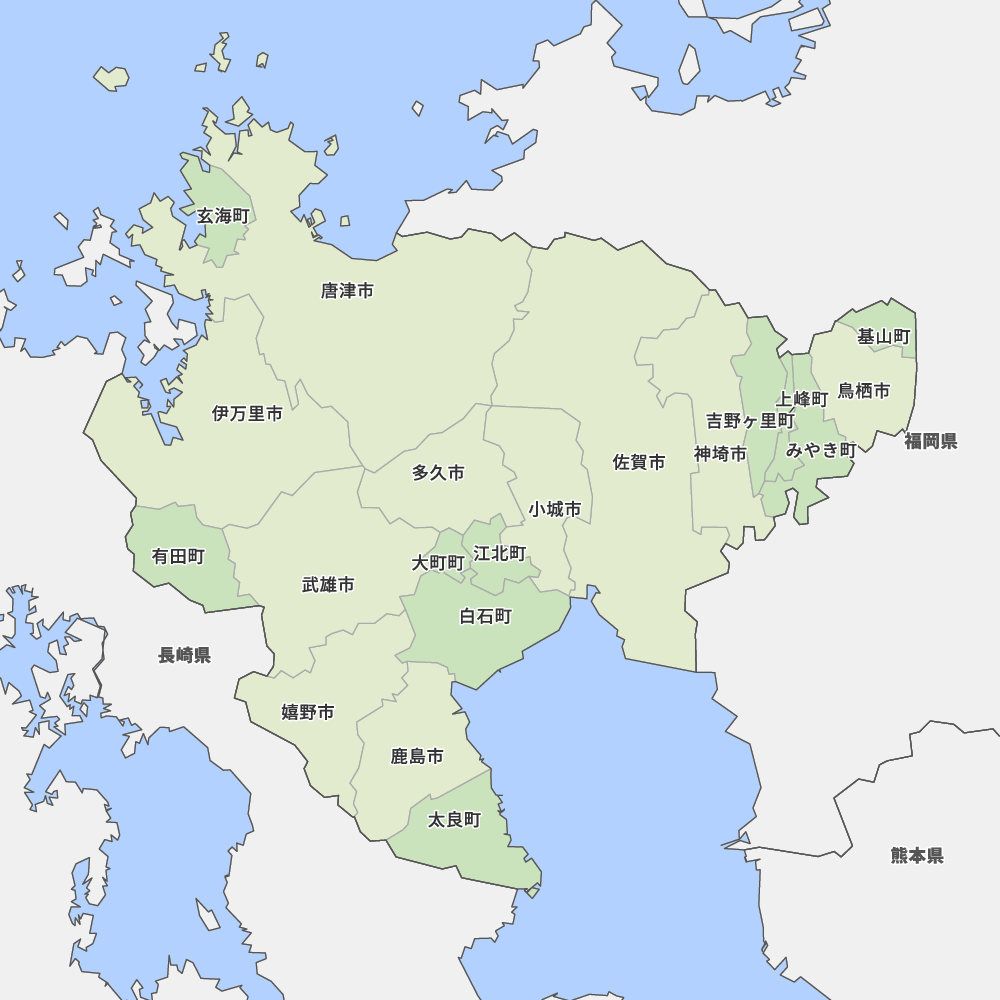 玄海町
唐津市
基山町
鳥栖市
上峰町
伊万里市
吉野ヶ里町
福岡県
みやき町
神埼市
佐賀市
多久市
小城市
江北町
有田町
大町町
武雄市
白石町
長崎県
嬉野市
鹿島市
太良町
熊本県